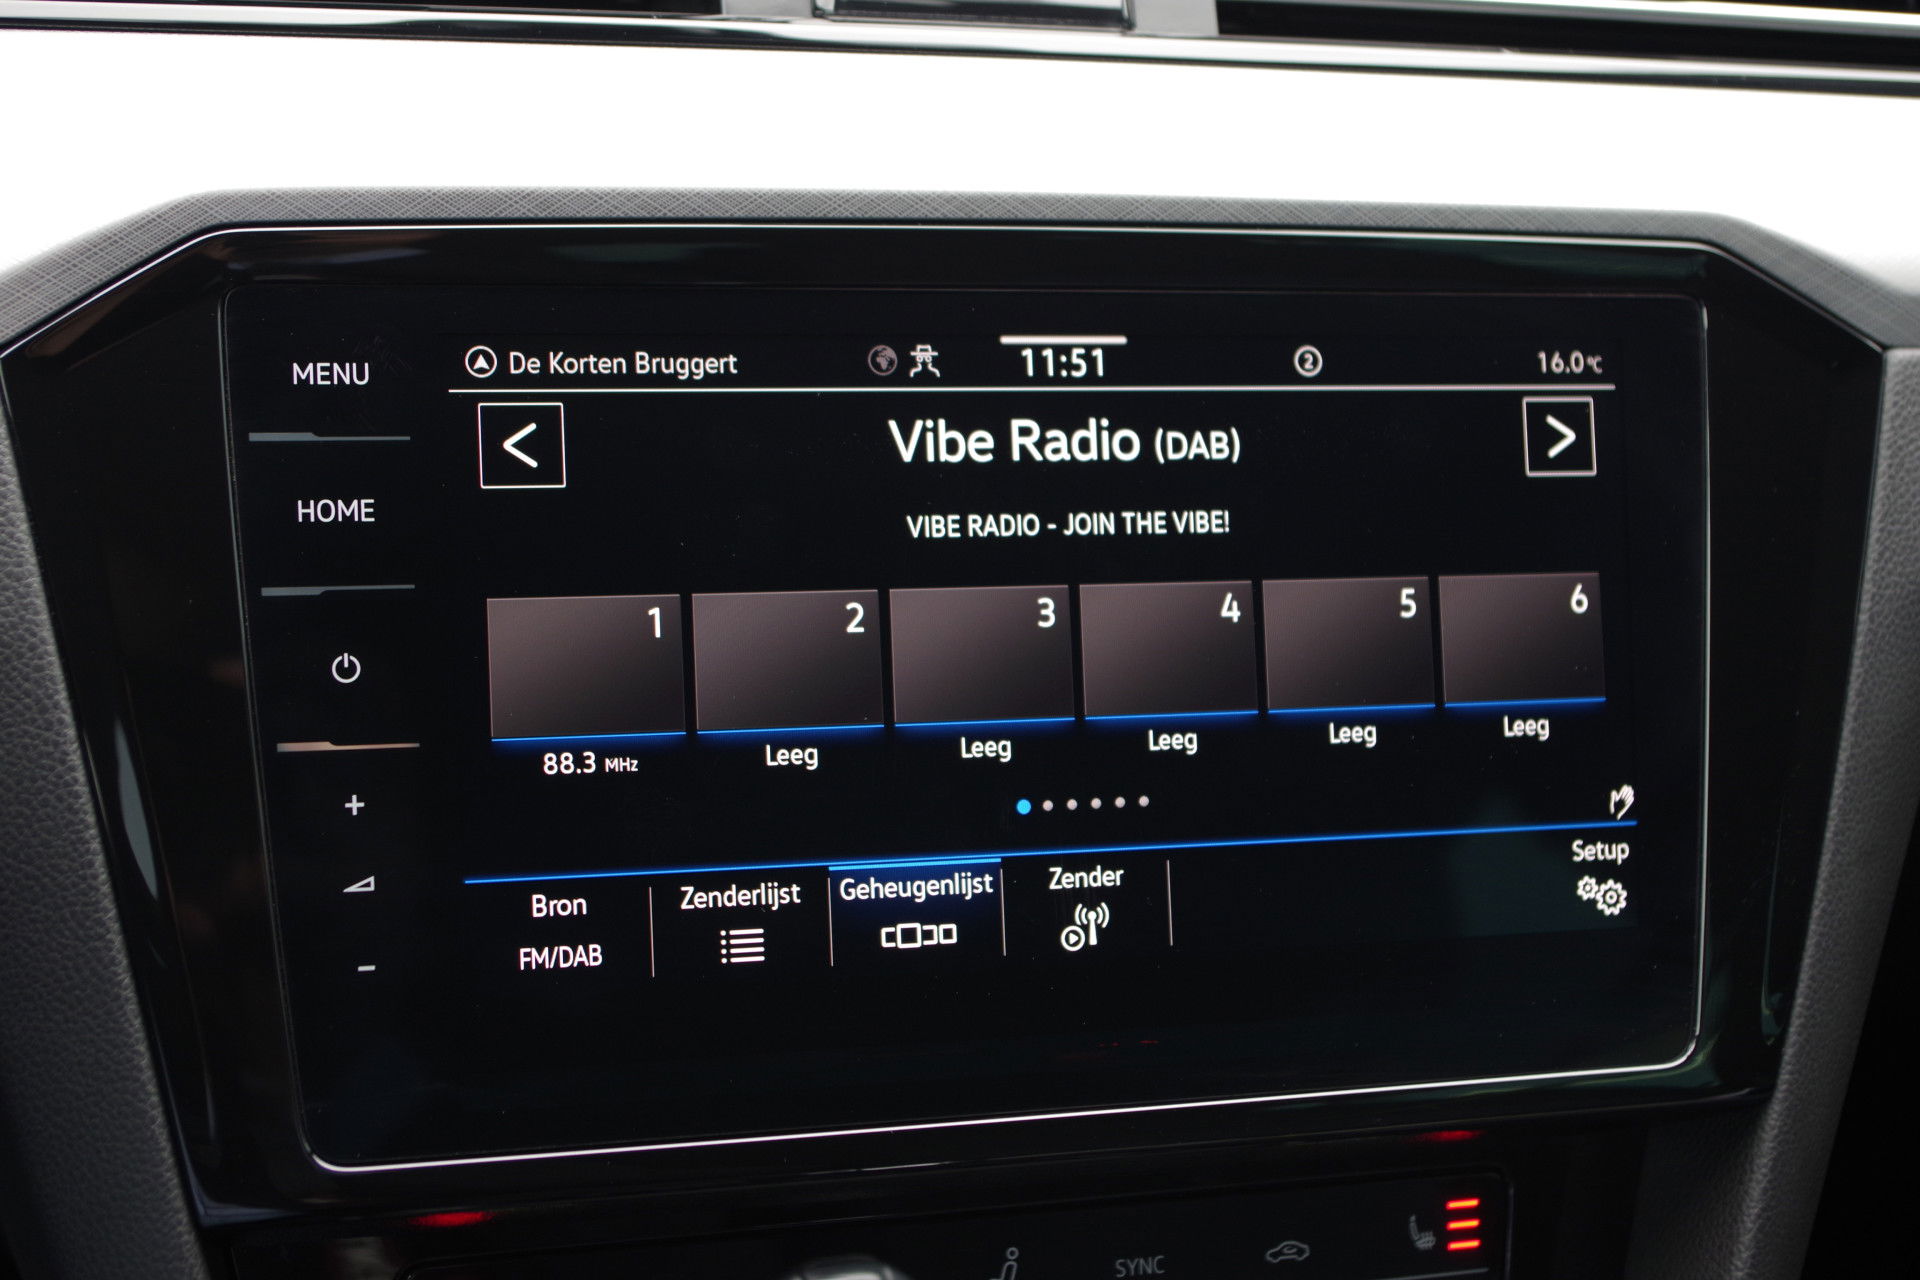 MENU
HOME
De Korten Bruggert
11:51
2
16.0°C
<
Vibe Radio (DAB)
>
VIBE RADIO - JOIN THE VIBE!
1
2
3
4
5
6
88.3 MHz
Leeg
Leeg
Leeg
Leeg
Leeg
+
-
Bron
FM/DAB
Zenderlijst
Geheugenlijst
Zender
Setup
SYNC